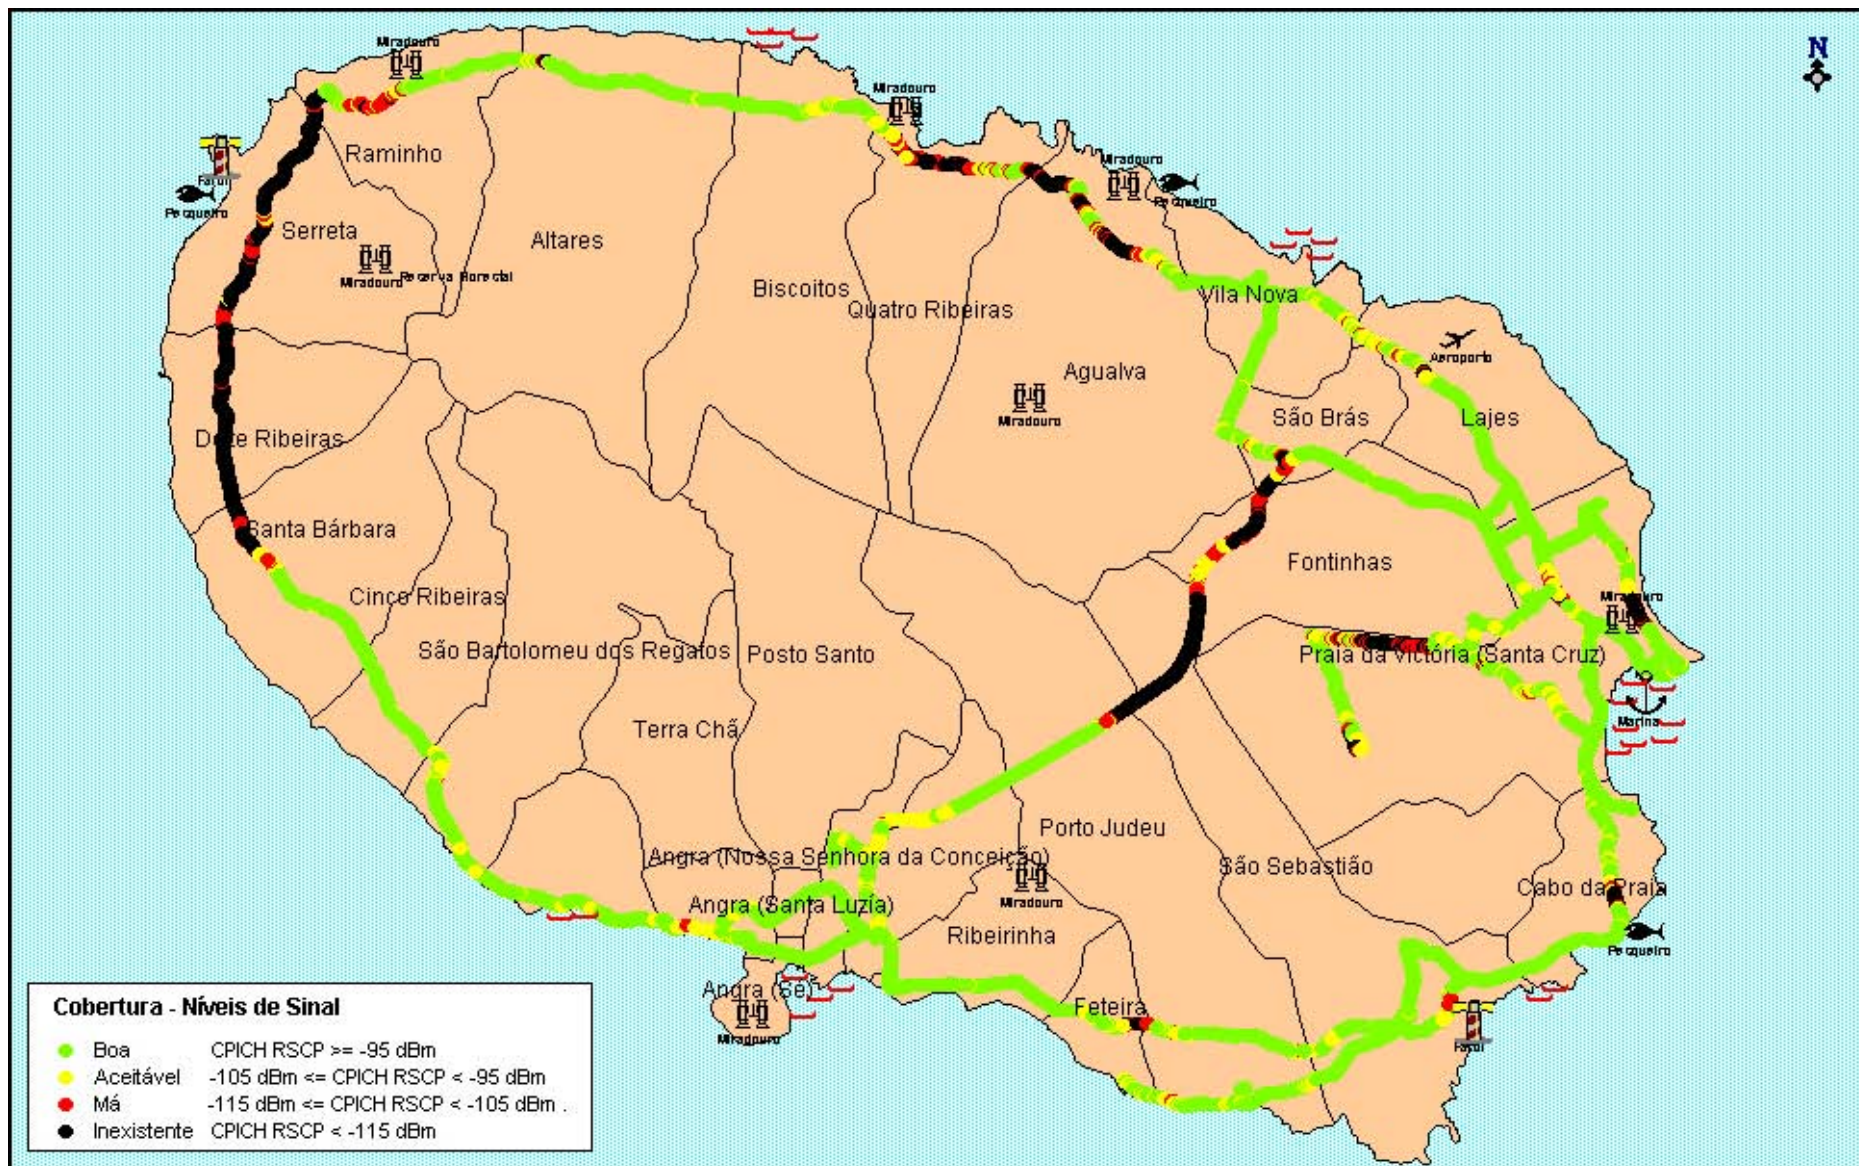 N
Miradouro
Miradouro
Raminho
Miradouro
Farol
Pecqueiro
Pecqueiro
Serreta
Altares
Miradouro
Biscoitos
Vila Nova
Quatro Ribeiras
Aeroporto
Agualva
Miradouro
São Brás
Lajes
Doze Ribeiras
Santa Bárbara
Fontinhas
Cinco Ribeiras
Miradouro
São Bartolomeu dos Regatos
Posto Santo
Praia da Victória (Santa Cruz)
Marina
Terra Chã
Porto Judeu
Angra (Nossa Senhora da Conceição)
São Sebastião
Cabo da Praia
Miradouro
Angra (Santa Luzia)
Ribeirinha
Pecqueiro
Angra (Sé)
Feteira
Miradouro
Farol
Cobertura - Níveis de Sinal
Boa CPICH RSCP >= -95 dBm
Aceitável -105 dBm <= CPICH RSCP < -95 dBm
Má -115 dBm <= CPICH RSCP < -105 dBm .
Inexistente CPICH RSCP < -115 dBm